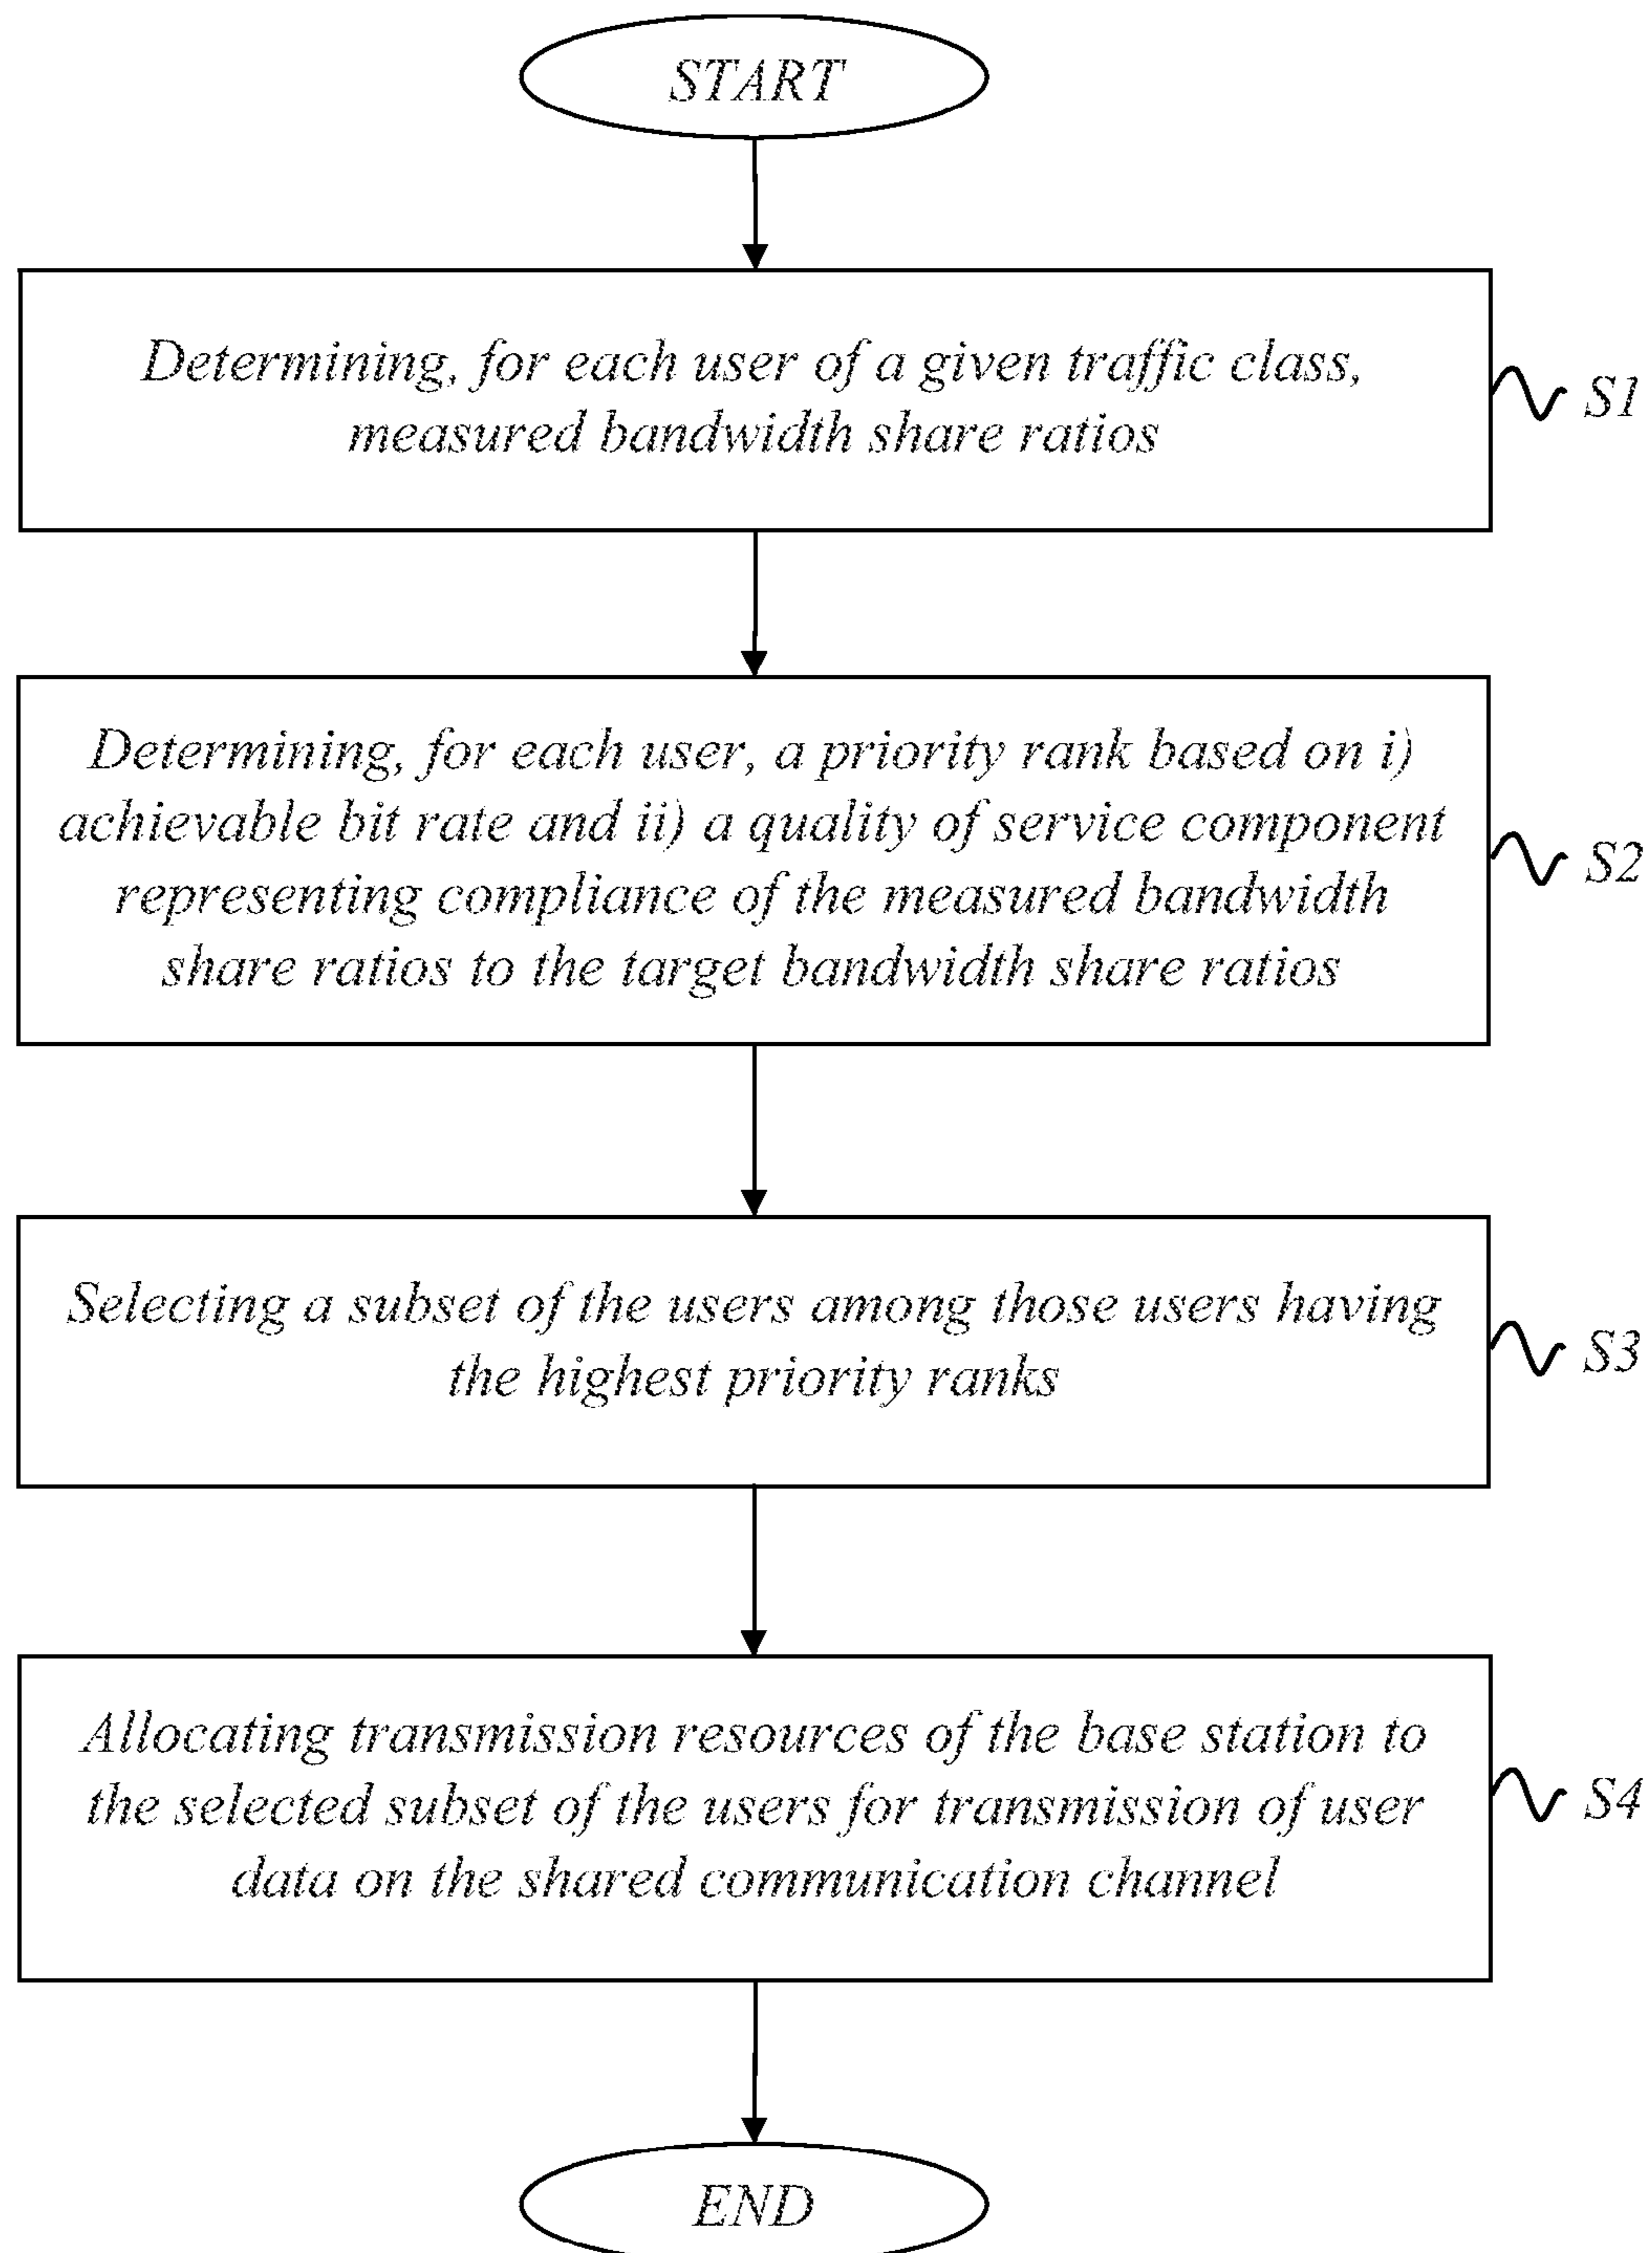 START
Determining, for each user of a given traffic class,
measured bandwidth share ratios
S1
Determining, for each user, a priority rank based on i)
achievable bit rate and ii) a quality of service component
representing compliance of the measured bandwidth
share ratios to the target bandwidth share ratios
S2
Selecting a subset of the users among those users having
the highest priority ranks
S3
Allocating transmission resources of the base station to
the selected subset of the users for transmission of user
data on the shared communication channel
S4
END